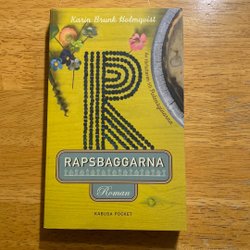 Karin Brunk Holmqvist
R
RAPSBAGGARNA
Roman
KABUSA POCKET